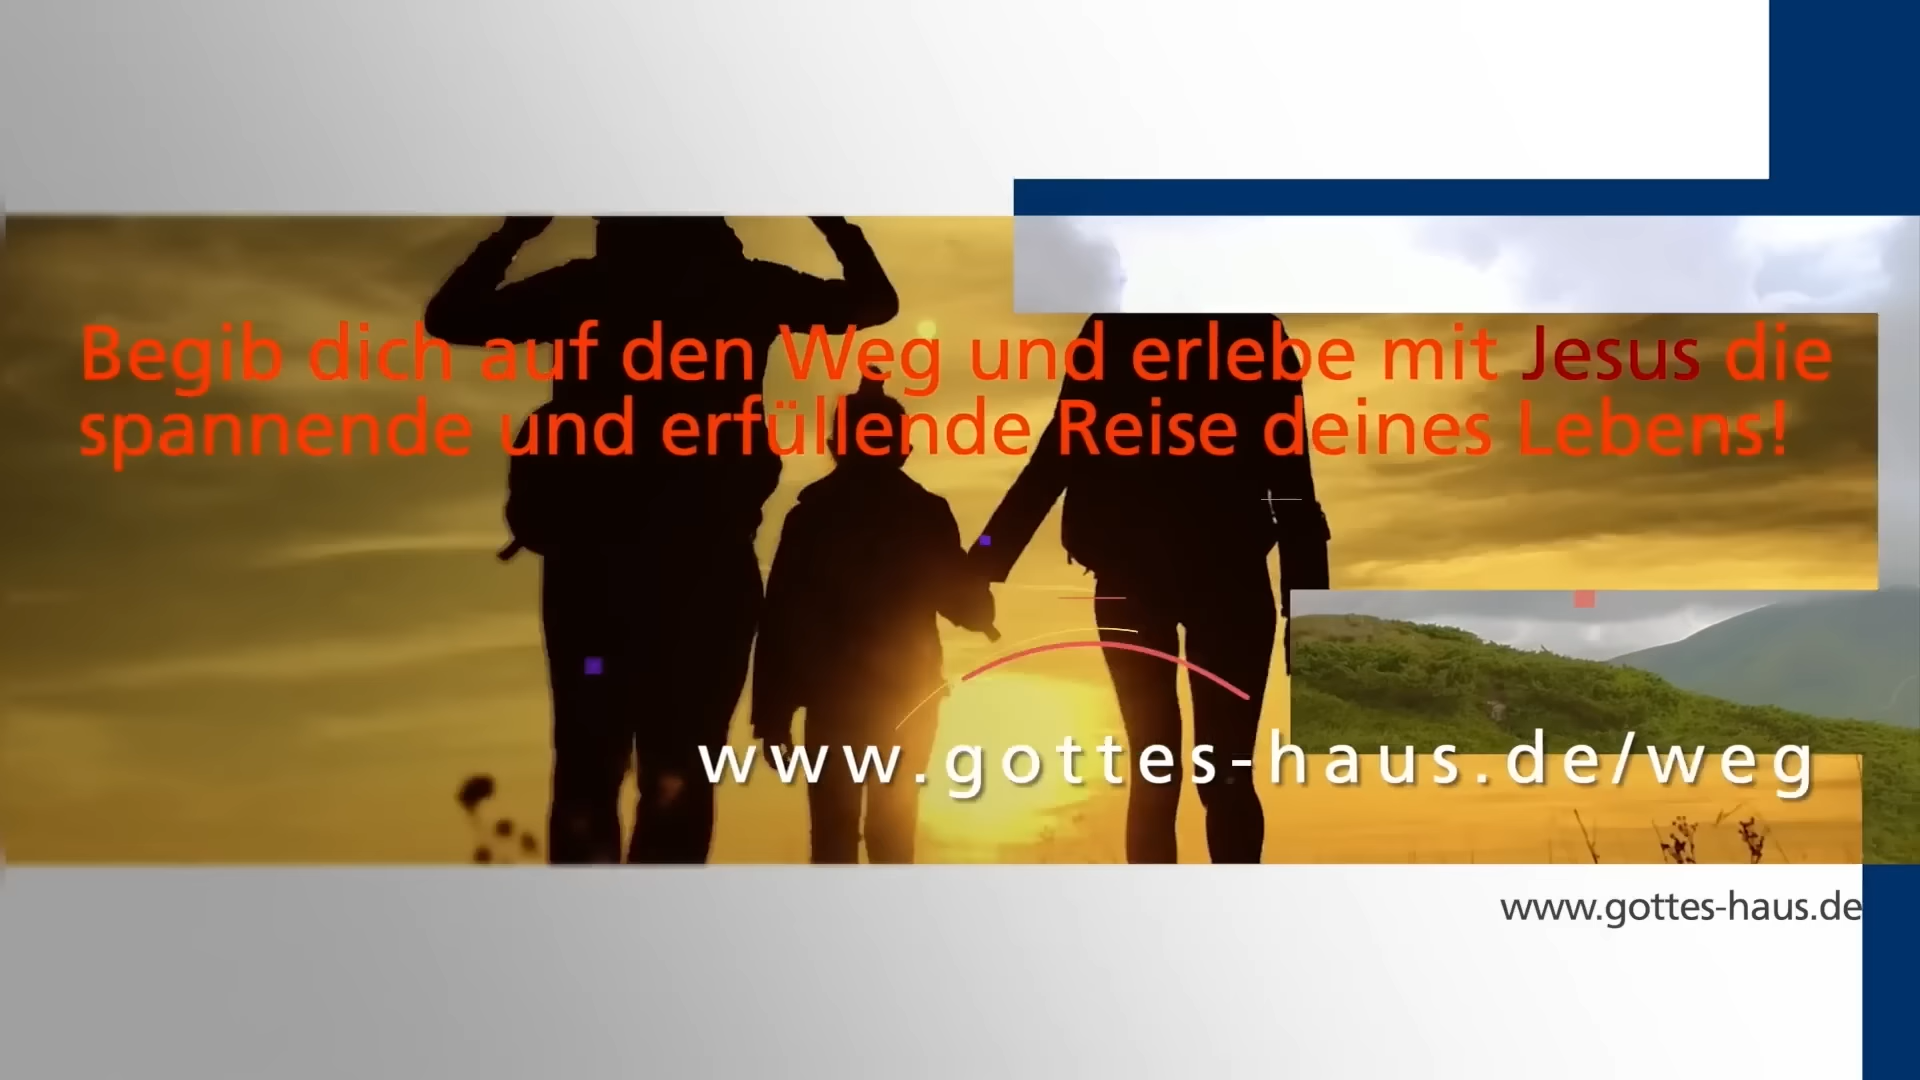 Begib dich auf den Weg und erlebe mit Jesus die
spannende und erfüllende Reise deines Lebens!
www.gottes-haus.de/weg
www.gottes-haus.de